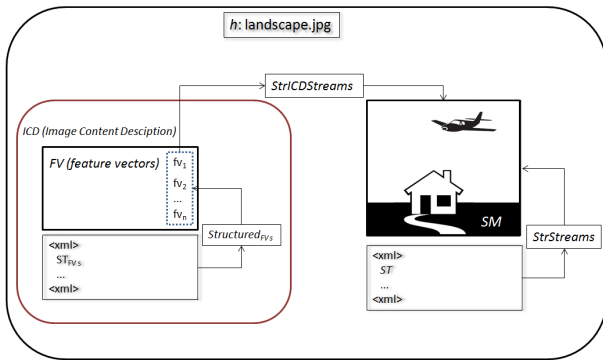 h: landscape.jpg
StrICDStreams
ICD (Image Content Desciption)
FV (feature vectors)
fv1
fv2
...
fvn
StructuredFVs
<xml>
STFVs
...
<xml>
SM
StrStreams
<xml>
ST
...
<xml>